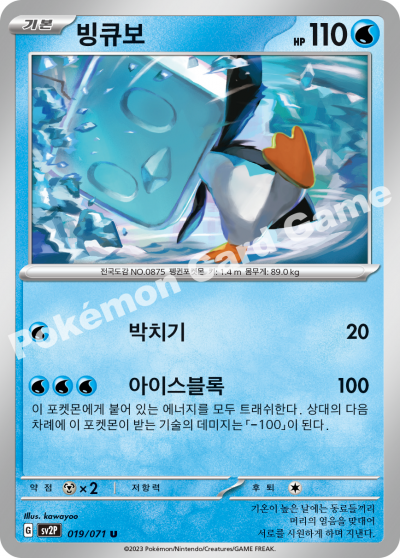 기본 빙큐보 HP 110
전국도감 NO.0875 펭귄포켓몬 키: 1.4 m 몸무게: 89.0 kg
Pokémon Card Game
박치기 20
아이스블록 100
이 포켓몬에게 붙어 있는 에너지를 모두 트래쉬한다. 상대의 다음
차례에 이 포켓몬이 받는 기술의 데미지는 「-100」이 된다.
약점 ×2 저항력 후퇴
Illus. kawayoo
G sv2P 019/071 U
기온이 높은 날에는 동료들끼리
머리의 얼음을 맞대어
서로를 시원하게 하며 지낸다.
©2023 Pokémon/Nintendo/Creatures/GAME FREAK.